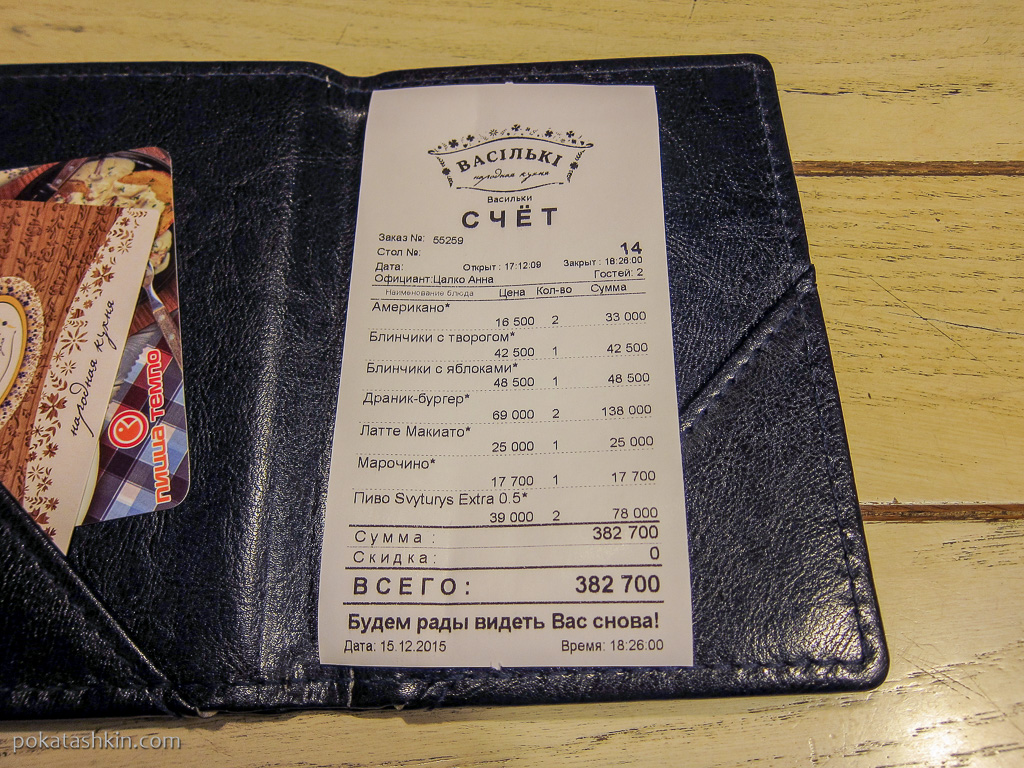 ВАСІЛЬКІ
народная кухня
Васильки
СЧЁТ
Заказ №: 55259
Стол №: 14
Дата: Открыт : 17:12:09 Закрыт : 18:26:00
Официант:Цалко Анна Гостей: 2
Наименование блюда Цена Кол-во Сумма
Американо*
16 500 2 33 000
Блинчики с творогом*
42 500 1 42 500
Блинчики с яблоками*
48 500 1 48 500
Драник-бургер*
69 000 2 138 000
Латте Макиато*
25 000 1 25 000
Марочино*
17 700 1 17 700
Пиво Svyturys Extra 0.5*
39 000 2 78 000
Сумма : 382 700
Скидка: 0
ВСЕГО: 382 700
Будем рады видеть Вас снова!
Дата: 15.12.2015 Время: 18:26:00
народная кухня
пицца темпо
pokatashkin.com